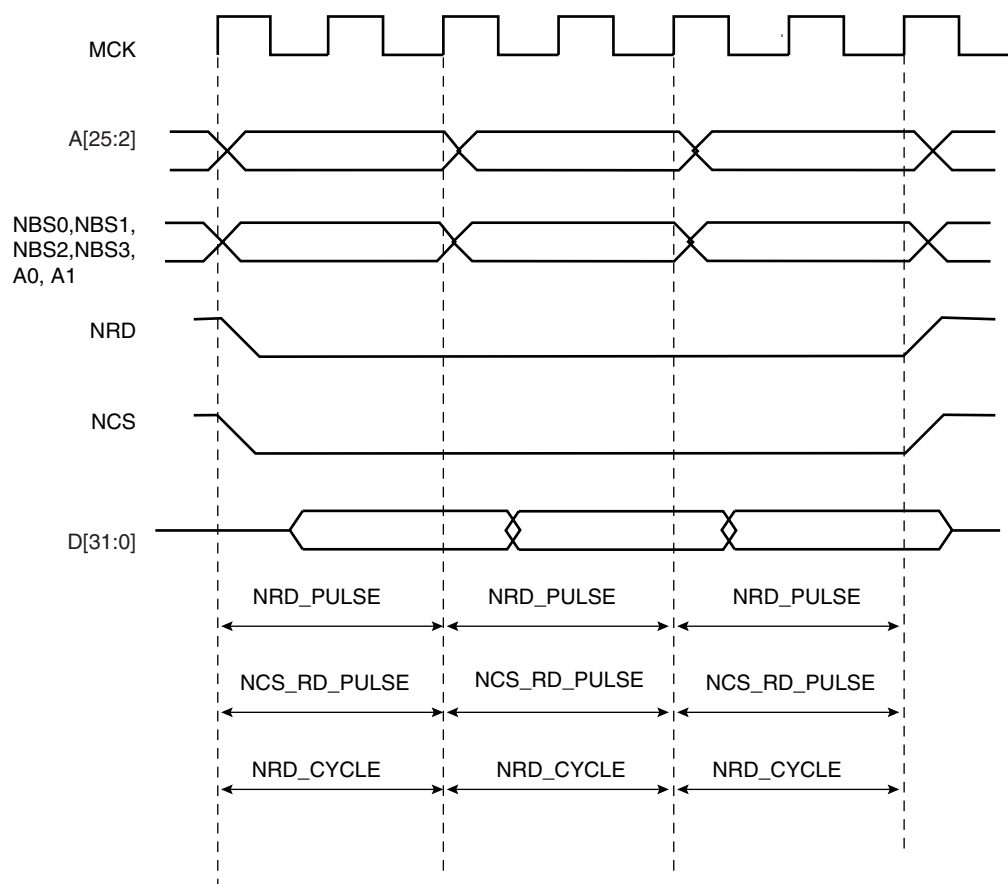 MCK
A[25:2]
NBS0,NBS1,
NBS2,NBS3,
A0, A1
NRD
NCS
D[31:0]
NRD_PULSE NRD_PULSE NRD_PULSE
NCS_RD_PULSE NCS_RD_PULSE NCS_RD_PULSE
NRD_CYCLE NRD_CYCLE NRD_CYCLE